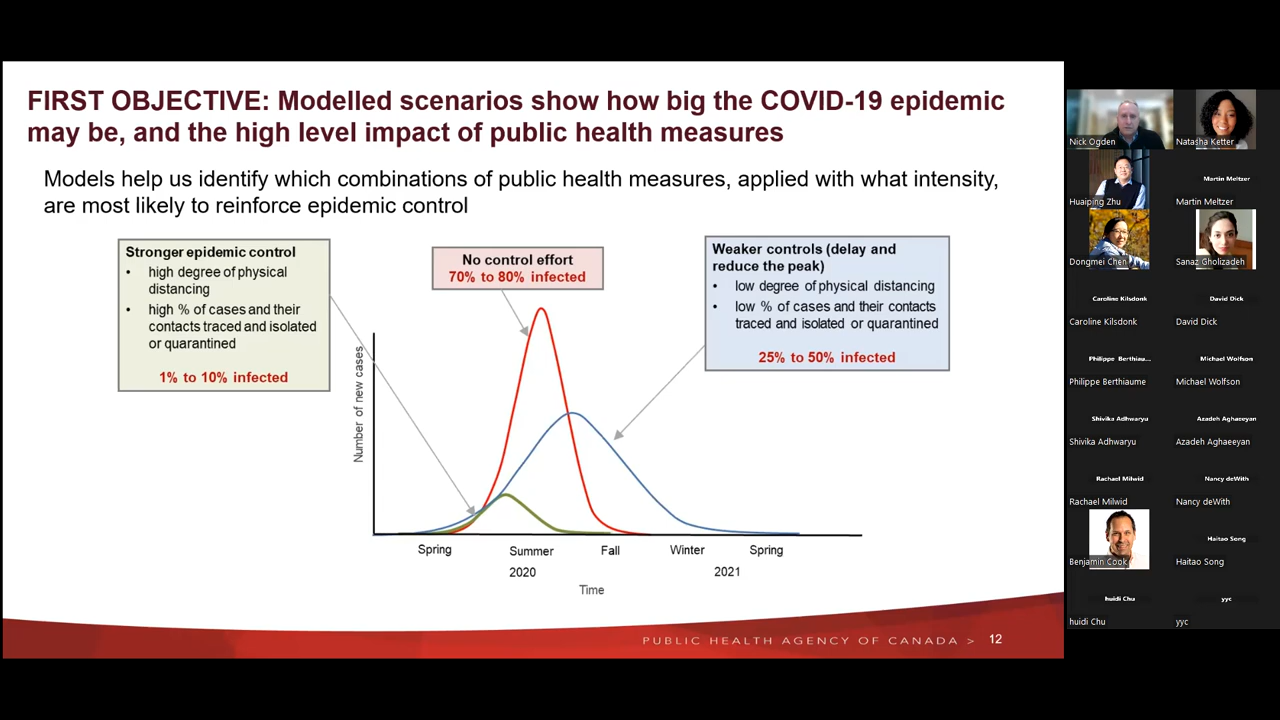 FIRST OBJECTIVE: Modelled scenarios show how big the COVID-19 epidemic
may be, and the high level impact of public health measures
Models help us identify which combinations of public health measures, applied with what intensity,
are most likely to reinforce epidemic control
Stronger epidemic control
• high degree of physical
distancing
• high % of cases and their
contacts traced and isolated
or quarantined
1% to 10% infected
No control effort
70% to 80% infected
Weaker controls (delay and
reduce the peak)
• low degree of physical distancing
• low % of cases and their contacts
traced and isolated or quarantined
25% to 50% infected
Number of new cases
Spring
Summer
Fall
Winter
Spring
2020
2021
Time
PUBLIC HEALTH AGENCY OF CANADA >
12
Nick Ogden
Natasha Ketter
Huaiping Zhu
Martin Meltzer
Martin Meltzer
Dongmei Chen
Sanaz Gholizadeh
Caroline Kilsdonk
Caroline Kilsdonk
David Dick
David Dick
Philippe Berthiau...
Philippe Berthiaume
Michael Wolfson
Michael Wolfson
Shivika Adhwaryu
Shivika Adhwaryu
Azadeh Aghaeeyan
Azadeh Aghaeeyan
Rachael Milwid
Rachael Milwid
Nancy deWith
Nancy deWith
Benjamin Cook
Haitao Song
Haitao Song
huidi Chu
huidi Chu
yyc
yyc